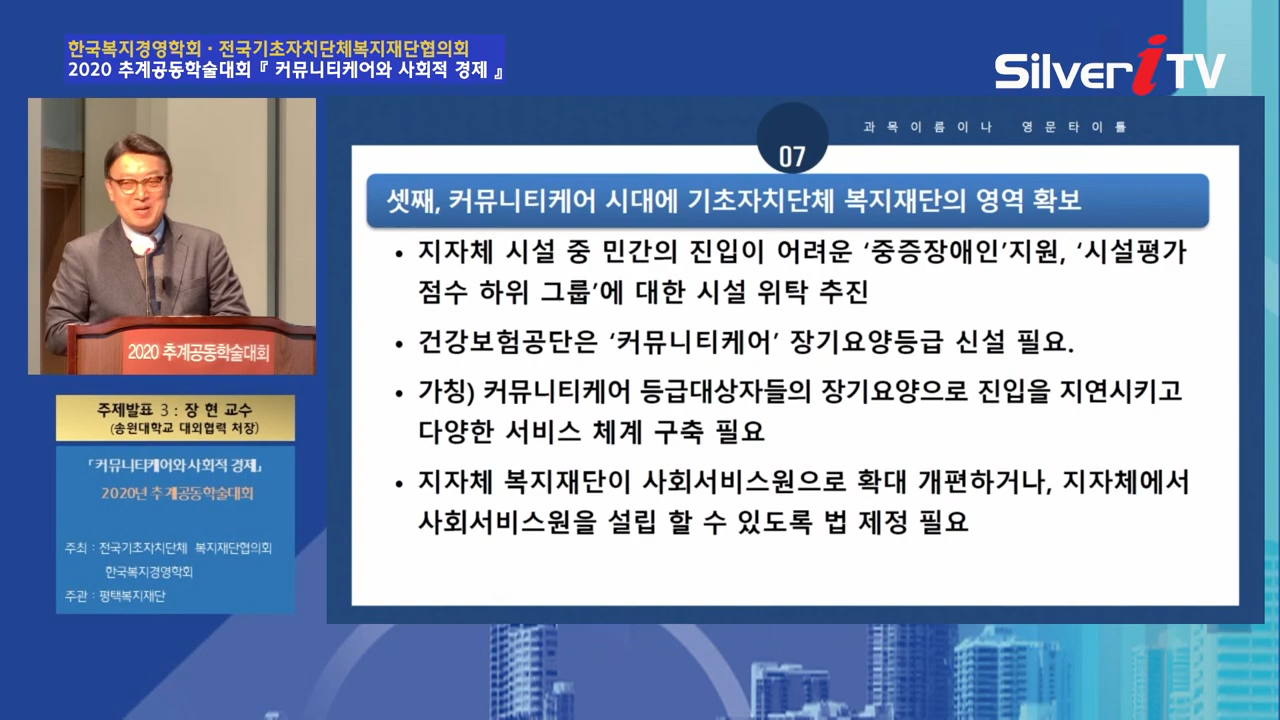 한국복지경영학회 · 전국기초자치단체복지재단협의회
2020 추계공동학술대회 『 커뮤니티케어와 사회적 경제 』
Silver i TV
2020 추계공동학술대회
주제발표 3 : 장 현 교수
(송원대학교 대외협력 처장)
『커뮤니티케어와 사회적 경제』
2020년 추계공동학술대회
주최 : 전국기초자치단체 복지재단협의회
한국복지경영학회
주관 : 평택복지재단
과목이름이나 영문타이틀
07
셋째, 커뮤니티케어 시대에 기초자치단체 복지재단의 영역 확보
• 지자체 시설 중 민간의 진입이 어려운 ‘중증장애인’지원, ‘시설평가
점수 하위 그룹’에 대한 시설 위탁 추진
• 건강보험공단은 ‘커뮤니티케어’ 장기요양등급 신설 필요.
• 가칭) 커뮤니티케어 등급대상자들의 장기요양으로 진입을 지연시키고
다양한 서비스 체계 구축 필요
• 지자체 복지재단이 사회서비스원으로 확대 개편하거나, 지자체에서
사회서비스원을 설립 할 수 있도록 법 제정 필요